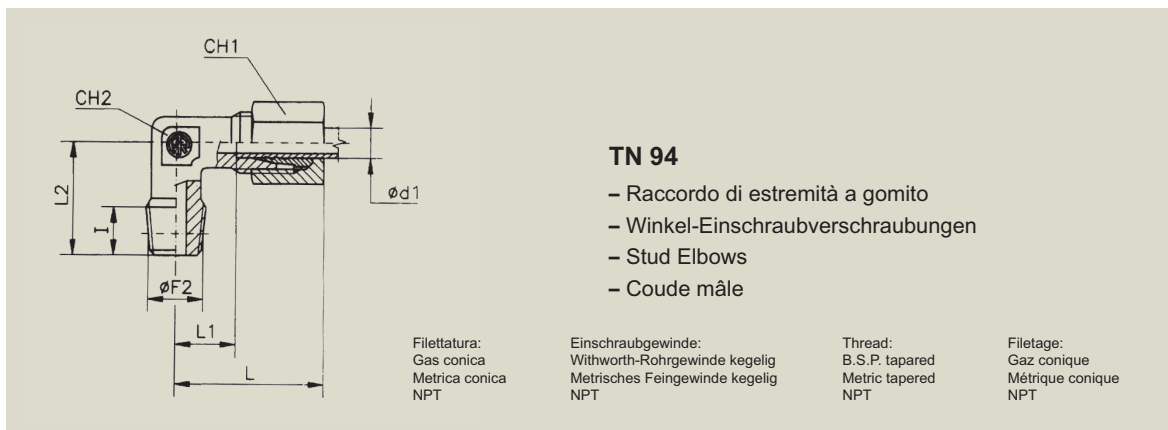 CH1
CH2
L2
I
ød1
øF2
L1
L
TN 94
– Raccordo di estremità a gomito
– Winkel-Einschraubverschraubungen
– Stud Elbows
– Coude mâle
Filettatura:
Gas conica
Metrica conica
NPT
Einschraubgewinde:
Withworth-Rohrgewinde kegelig
Metrisches Feingewinde kegelig
NPT
Thread:
B.S.P. tapared
Metric tapered
NPT
Filetage:
Gaz conique
Métrique conique
NPT